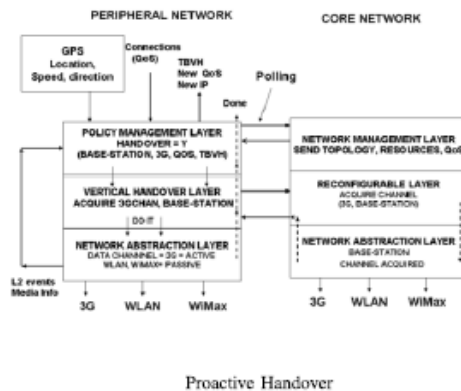 PERIPHERAL NETWORK
CORE NETWORK
GPS
Location,
Speed, direction
Connections
(QoS)
TBVH
New QoS
New IP
Polling
Done
POLICY MANAGEMENT LAYER
HANDOVER = Y
(BASE-STATION, 3G, QOS, TBVH)
VERTICAL HANDOVER LAYER
ACQUIRE 3GCHAN, BASE-STATION
DO IT
NETWORK ABSTRACTION LAYER
DATA CHANNNEL = 3G = ACTIVE
WLAN, WIMAX= PASSIVE
L2 events
Media Info
3G
WLAN
WiMax
NETWORK MANAGEMENT LAYER
SEND TOPOLOGY, RESOURCES, QoS
RECONFIGURABLE LAYER
ACQUIRE CHANNEL
(3G, BASE-STATION)
NETWORK ABSTRACTION LAYER
BASE-STATION
CHANNEL ACQUIRED
3G
WLAN
WiMax
Proactive Handover